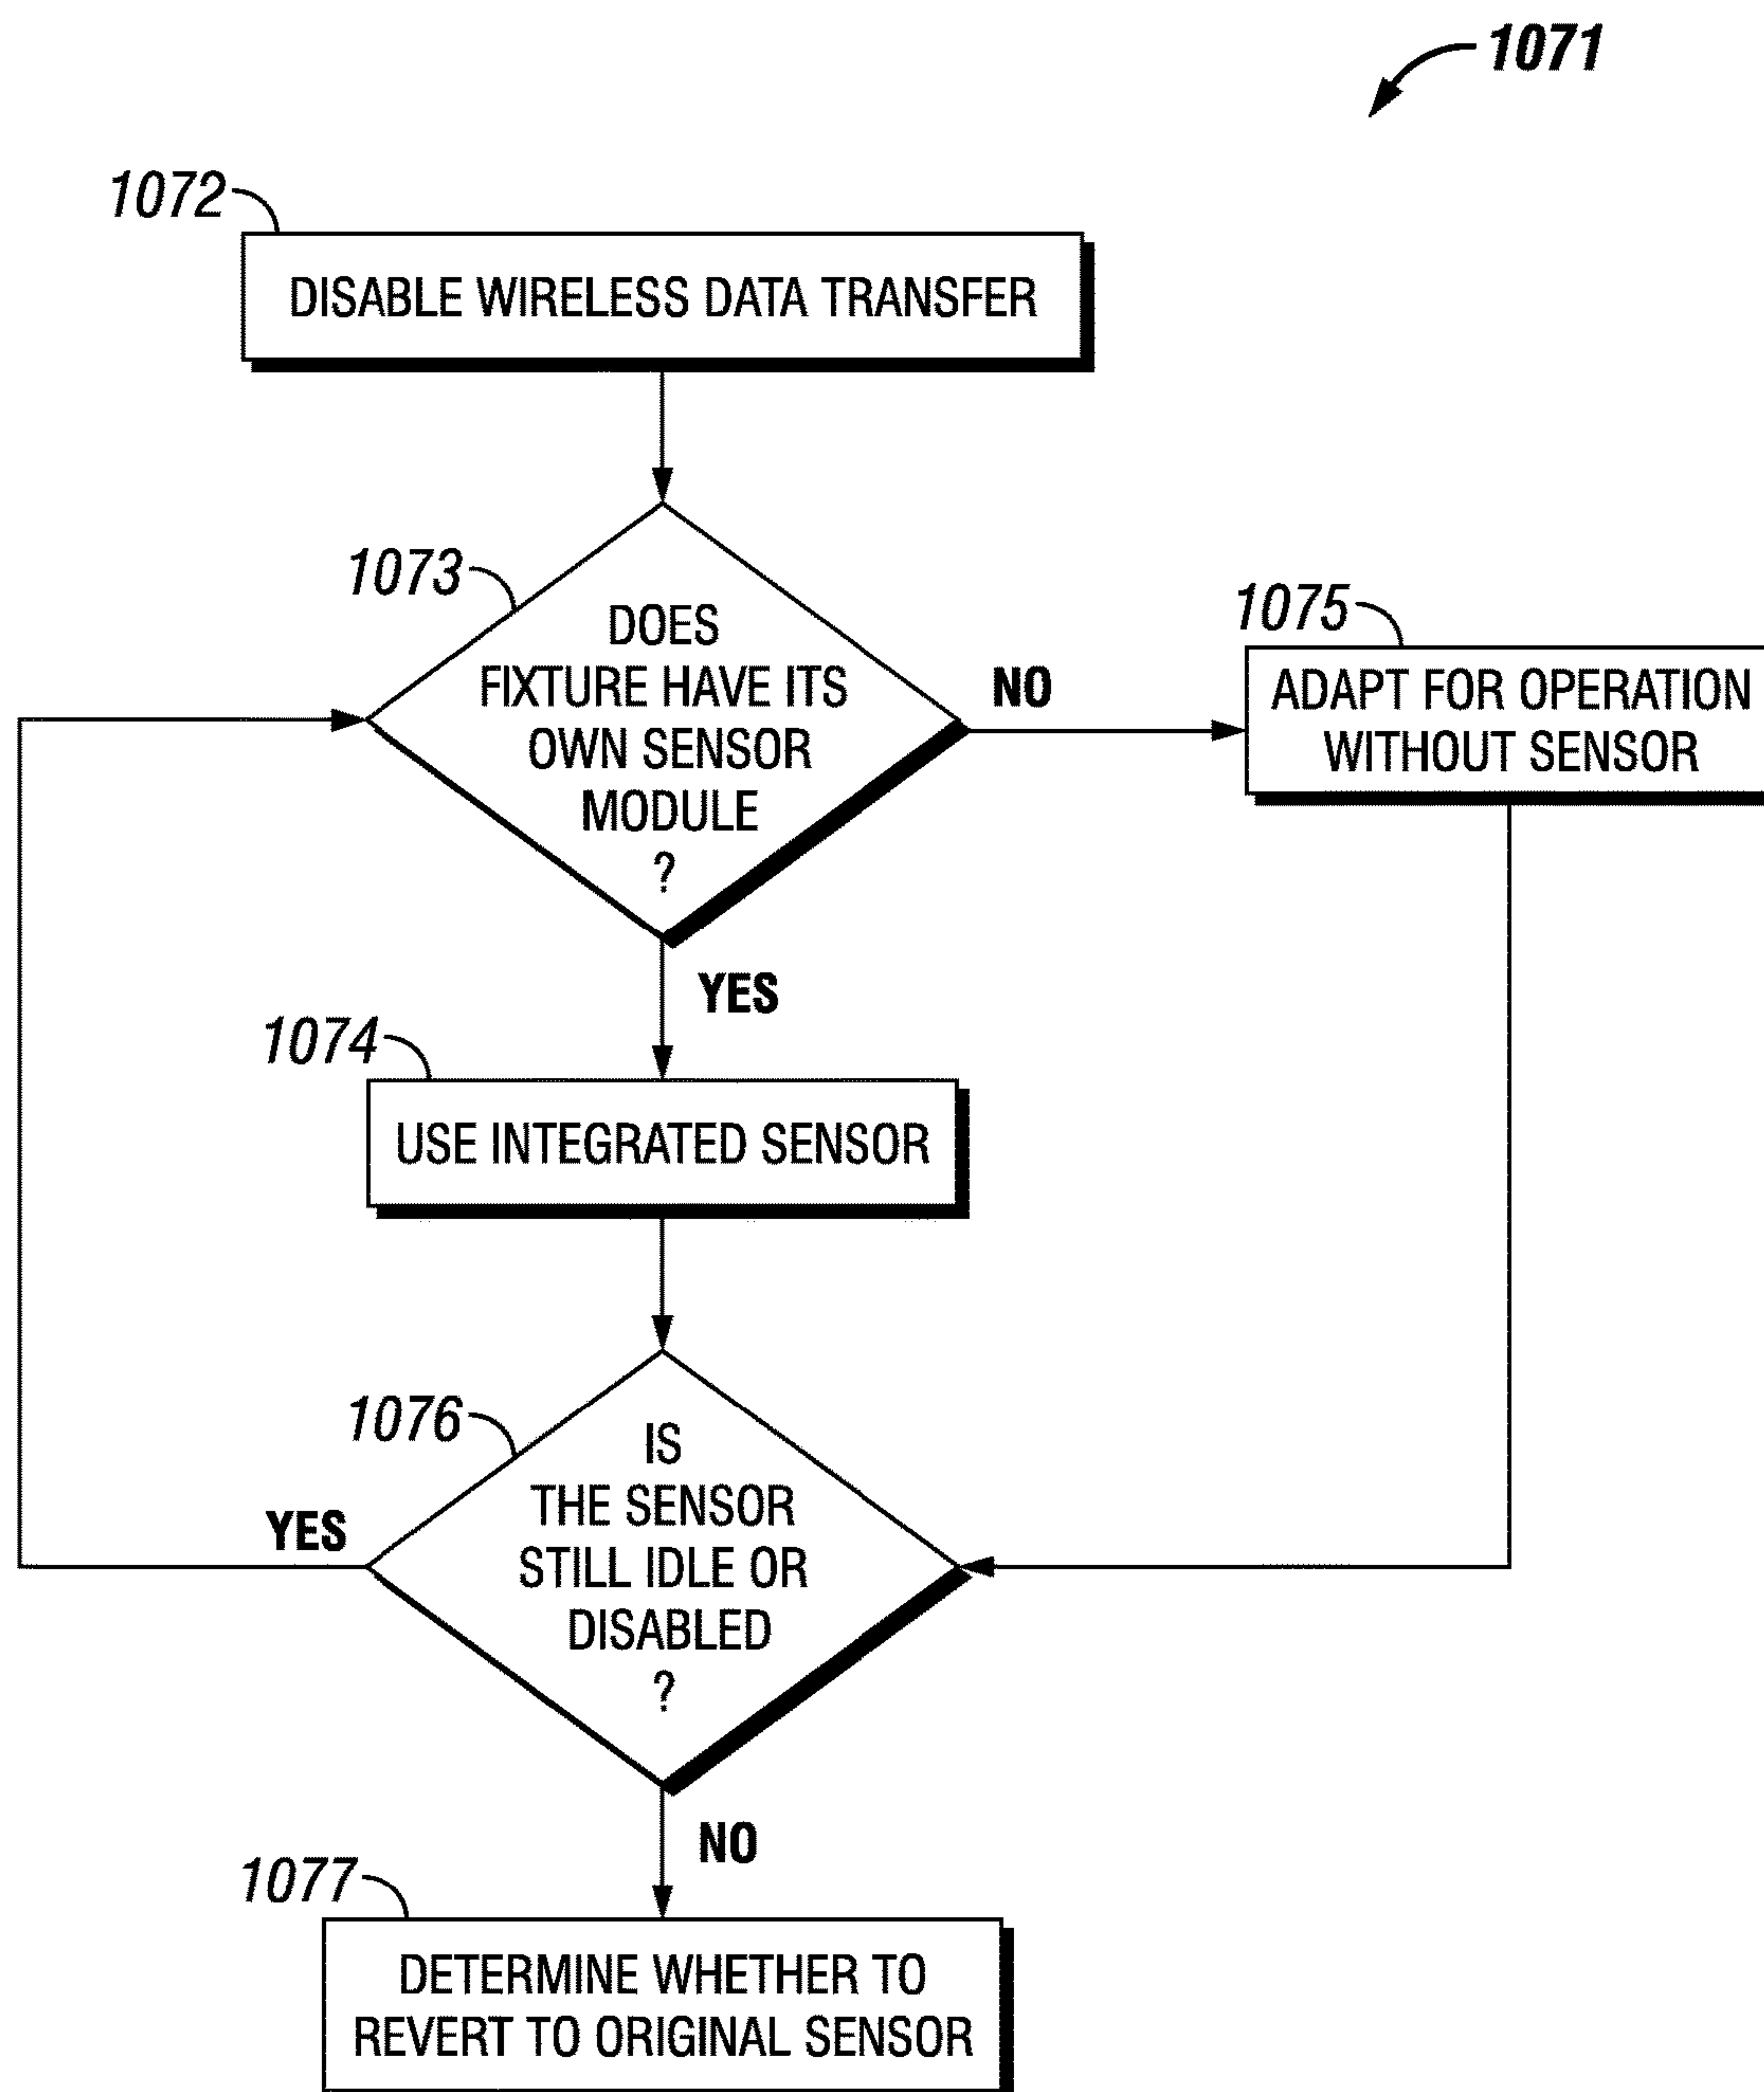 1071
1072
DISABLE WIRELESS DATA TRANSFER
1073
DOES
FIXTURE HAVE ITS
OWN SENSOR
MODULE
?
NO
1075
ADAPT FOR OPERATION
WITHOUT SENSOR
YES
1074
USE INTEGRATED SENSOR
1076
IS
THE SENSOR
STILL IDLE OR
DISABLED
?
YES
NO
1077
DETERMINE WHETHER TO
REVERT TO ORIGINAL SENSOR